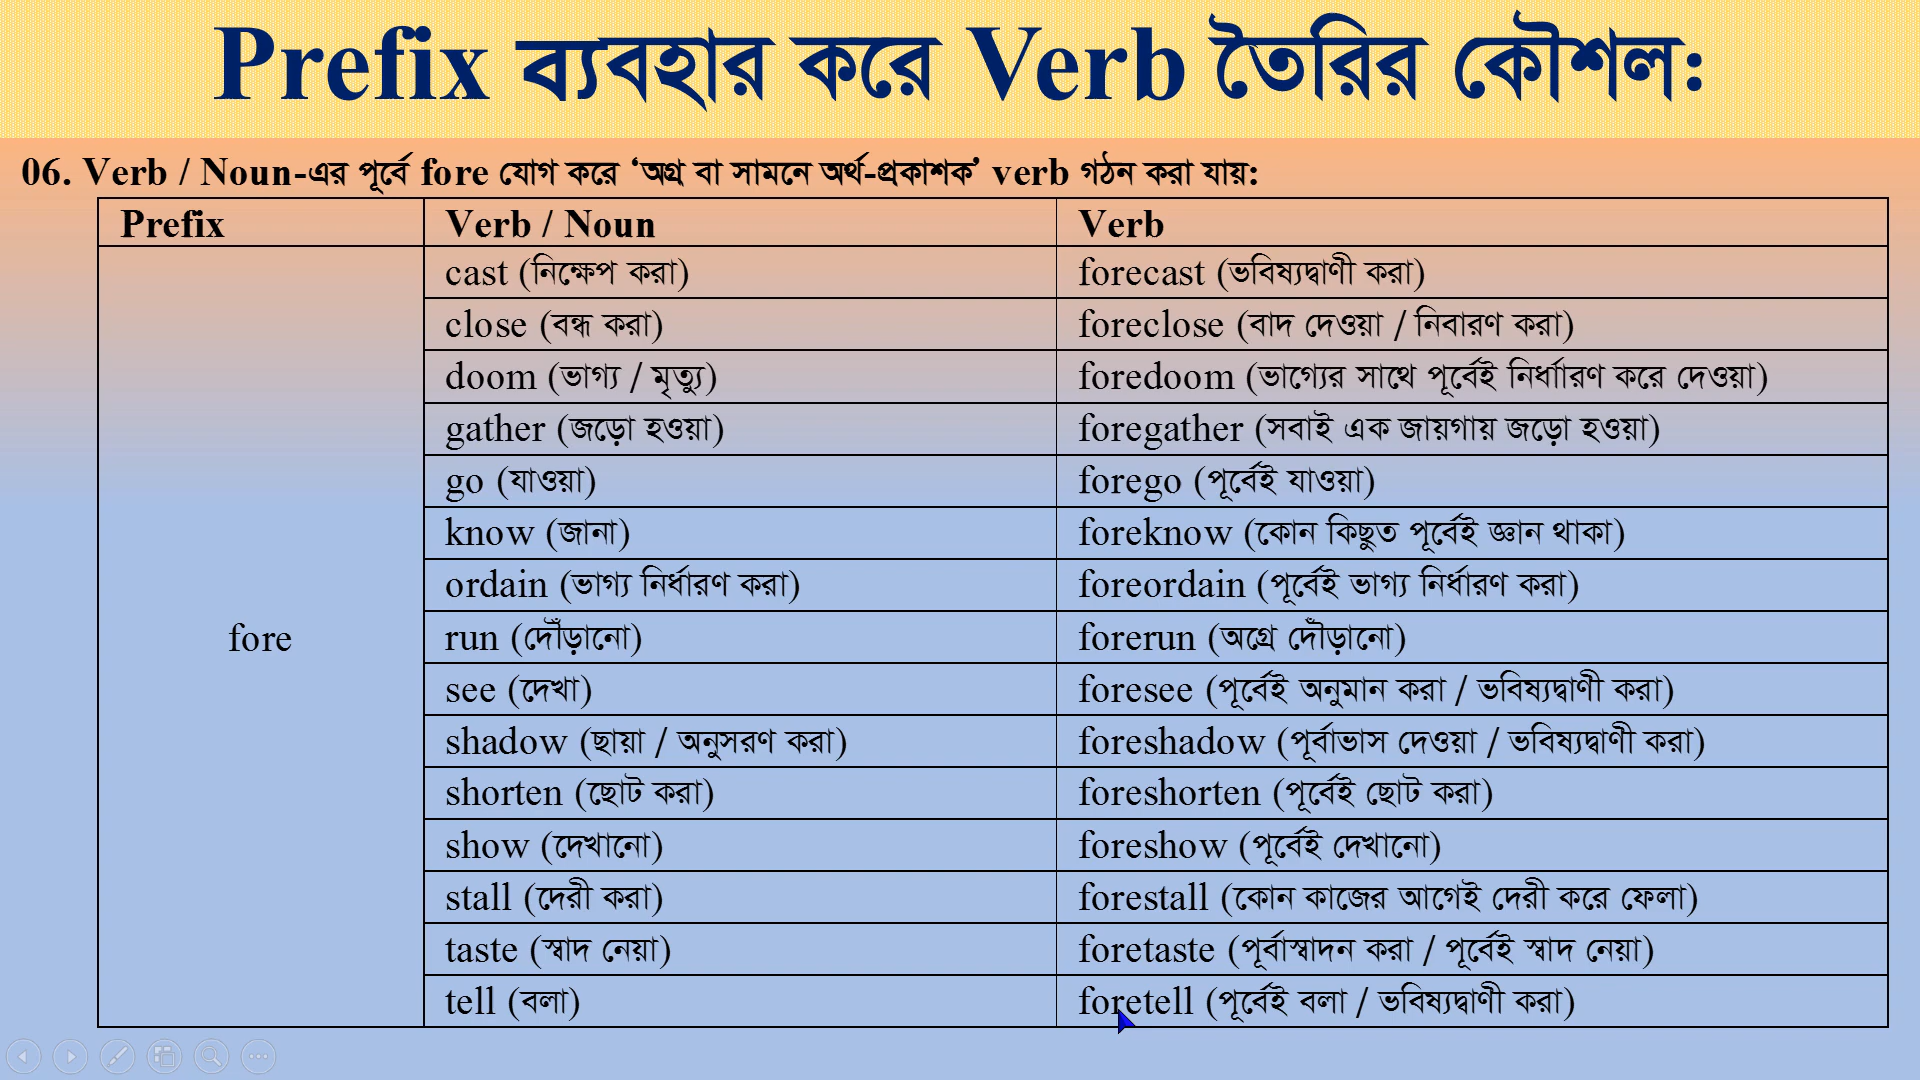 Prefix ব্যবহার করে Verb তৈরির কৌশল:
06. Verb / Noun-এর পূর্বে fore যোগ করে ‘অগ্র বা সামনে অর্থ-প্রকাশক’ verb গঠন করা যায়:
Prefix Verb / Noun Verb
cast (নিক্ষেপ করা) forecast (ভবিষ্যদ্বাণী করা)
close (বন্ধ করা) foreclose (বাদ দেওয়া / নিবারণ করা)
doom (ভাগ্য / মৃত্যু) foredoom (ভাগ্যের সাথে পূর্বেই নির্ধাারণ করে দেওয়া)
gather (জড়ো হওয়া) foregather (সবাই এক জায়গায় জড়ো হওয়া)
go (যাওয়া) forego (পূর্বেই যাওয়া)
know (জানা) foreknow (কোন কিছুত পূর্বেই জ্ঞান থাকা)
ordain (ভাগ্য নির্ধারণ করা) foreordain (পূর্বেই ভাগ্য নির্ধারণ করা)
fore run (দৌঁড়ানো) forerun (অগ্রে দৌঁড়ানো)
see (দেখা) foresee (পূর্বেই অনুমান করা / ভবিষ্যদ্বাণী করা)
shadow (ছায়া / অনুসরণ করা) foreshadow (পূর্বাভাস দেওয়া / ভবিষ্যদ্বাণী করা)
shorten (ছোট করা) foreshorten (পূর্বেই ছোট করা)
show (দেখানো) foreshow (পূর্বেই দেখানো)
stall (দেরী করা) forestall (কোন কাজের আগেই দেরী করে ফেলা)
taste (স্বাদ নেয়া) foretaste (পূর্বাস্বাদন করা / পূর্বেই স্বাদ নেয়া)
tell (বলা) foretell (পূর্বেই বলা / ভবিষ্যদ্বাণী করা)